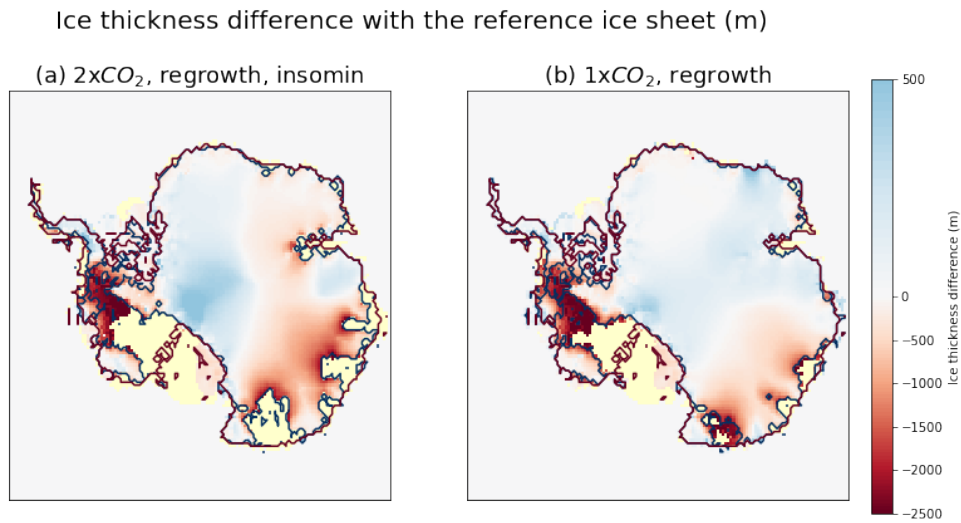 Ice thickness difference with the reference ice sheet (m)
(a) 2xCO₂, regrowth, insomin
(b) 1xCO₂, regrowth
500
0
−500
−1000
−1500
−2000
−2500
Ice thickness difference (m)